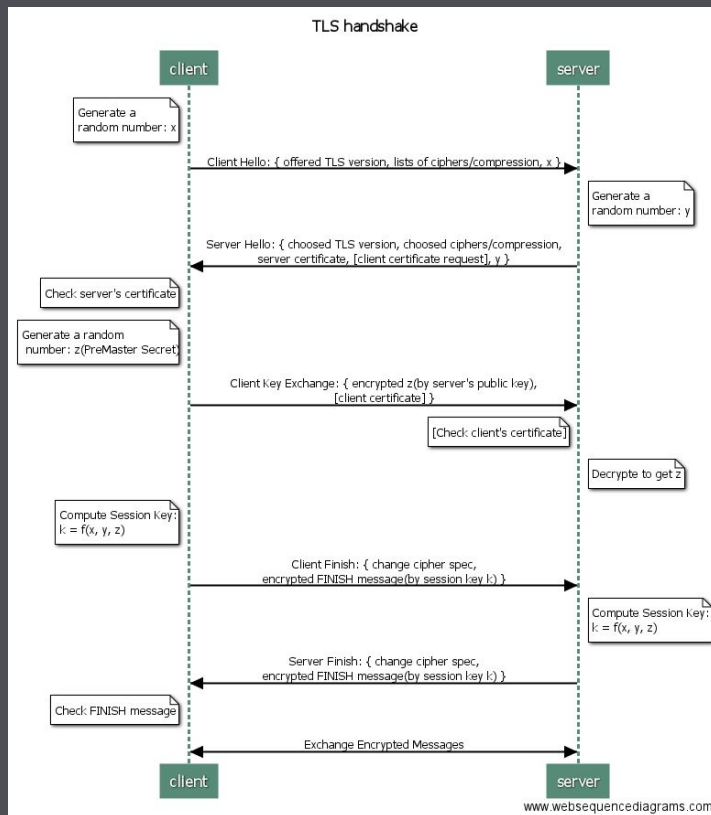 TLS handshake
client
server
Generate a
random number: x
Client Hello: { offered TLS version, lists of ciphers/compression, x }
Generate a
random number: y
Server Hello: { choosed TLS version, choosed ciphers/compression,
server certificate, [client certificate request], y }
Check server's certificate
Generate a random
number: z(PreMaster Secret)
Client Key Exchange: { encrypted z(by server's public key),
[client certificate] }
[Check client's certificate]
Decrypte to get z
Compute Session Key:
k = f(x, y, z)
Client Finish: { change cipher spec,
encrypted FINISH message(by session key k) }
Compute Session Key:
k = f(x, y, z)
Server Finish: { change cipher spec,
encrypted FINISH message(by session key k) }
Check FINISH message
Exchange Encrypted Messages
client
server
www.websequencediagrams.com